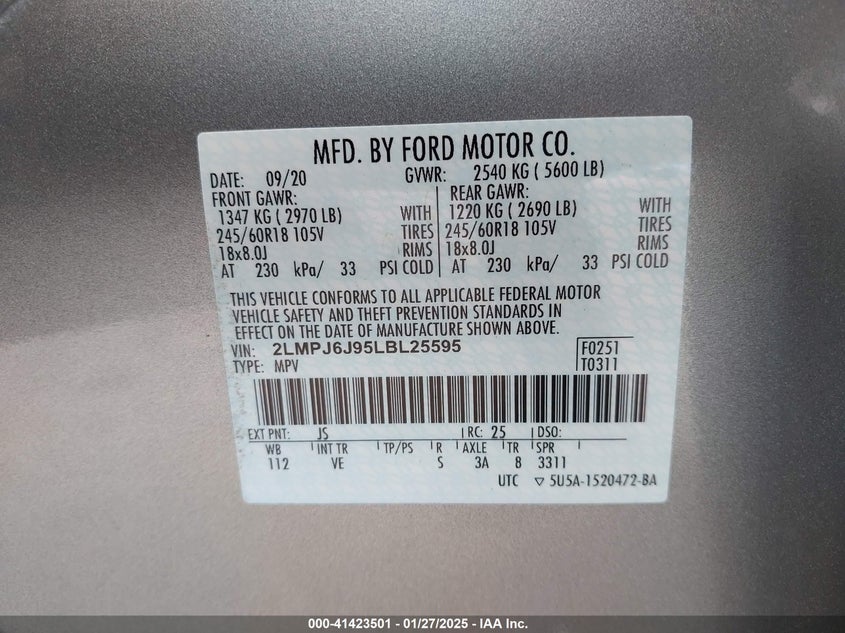 MFD. BY FORD MOTOR CO.
DATE: 09/20 GVWR: 2540 KG ( 5600 LB)
FRONT GAWR: REAR GAWR:
1347 KG ( 2970 LB) WITH 1220 KG ( 2690 LB) WITH
245/60R18 105V TIRES 245/60R18 105V TIRES
18x8.0J RIMS 18x8.0J RIMS
AT 230 kPa/ 33 PSI COLD AT 230 kPa/ 33 PSI COLD
THIS VEHICLE CONFORMS TO ALL APPLICABLE FEDERAL MOTOR
VEHICLE SAFETY AND THEFT PREVENTION STANDARDS IN
EFFECT ON THE DATE OF MANUFACTURE SHOWN ABOVE.
VIN: 2LMPJ6J95LBL25595 F0251
TYPE: MPV T0311
EXT PNT: JS RC: 25 DSO:
WB INT TR TP/PS R AXLE TR SPR
112 VE S 3A 8 3311
UTC ▽ 5U5A-1520472-BA
000-41423501 \ 01/27/2025 - IAA Inc.